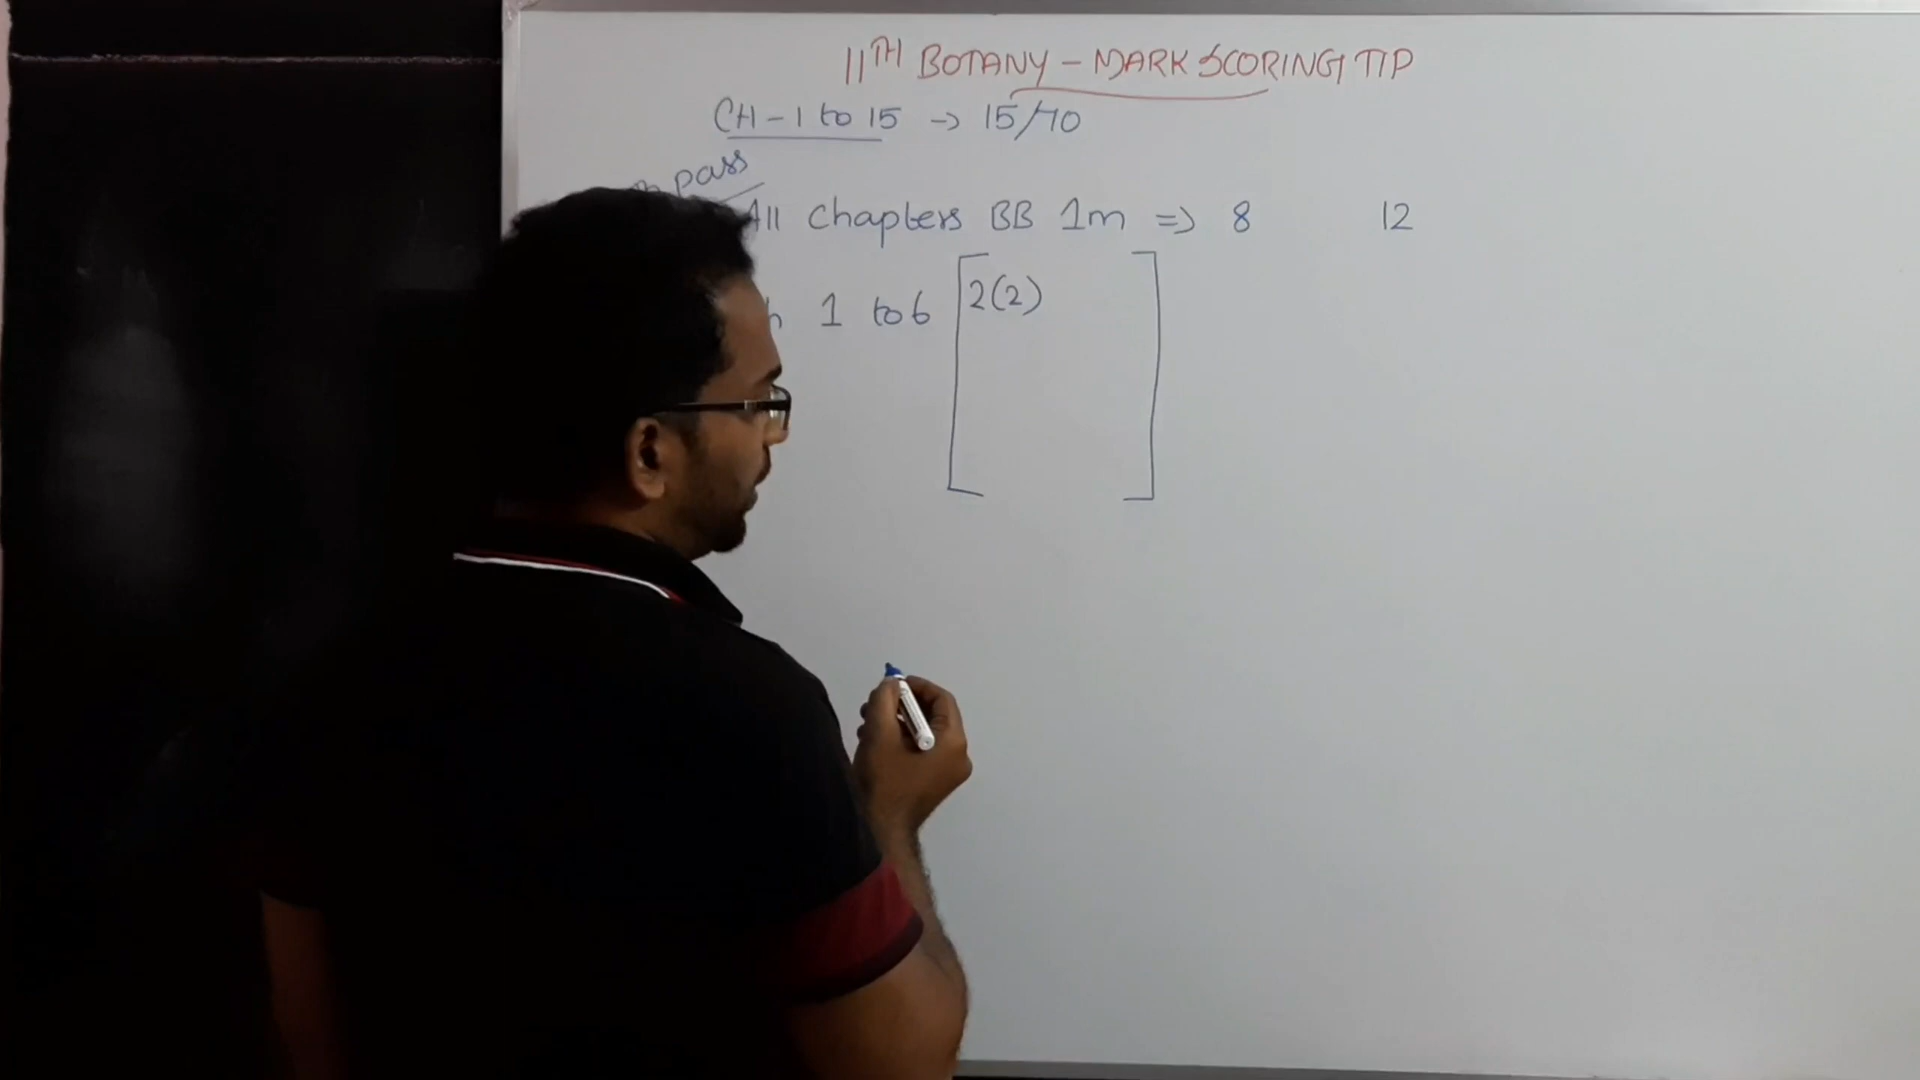 11TH BOTANY - MARK SCORING TIP
CH - 1 to 15 -> 15/70
pass
All Chapters BB 1m => 8 12
1 to 6 [2(2) ]